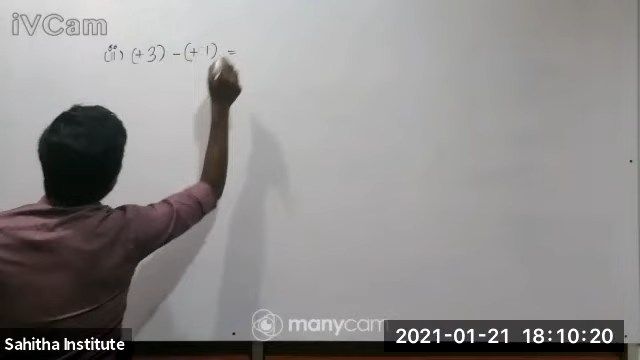 iVCam
(ii) (+3) - (+1) =
manycam
Sahitha Institute
2021-01-21 18:10:20